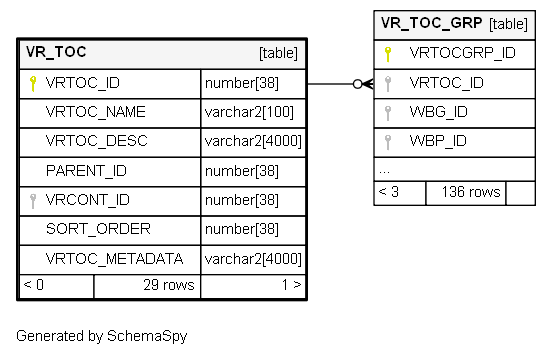 VR_TOC [table]
VRTOC_ID number[38]
VRTOC_NAME varchar2[100]
VRTOC_DESC varchar2[4000]
PARENT_ID number[38]
VRCONT_ID number[38]
SORT_ORDER number[38]
VRTOC_METADATA varchar2[4000]
< 0 29 rows 1 >
VR_TOC_GRP [table]
VRTOCGRP_ID
VRTOC_ID
WBG_ID
WBP_ID
...
< 3 136 rows
Generated by SchemaSpy